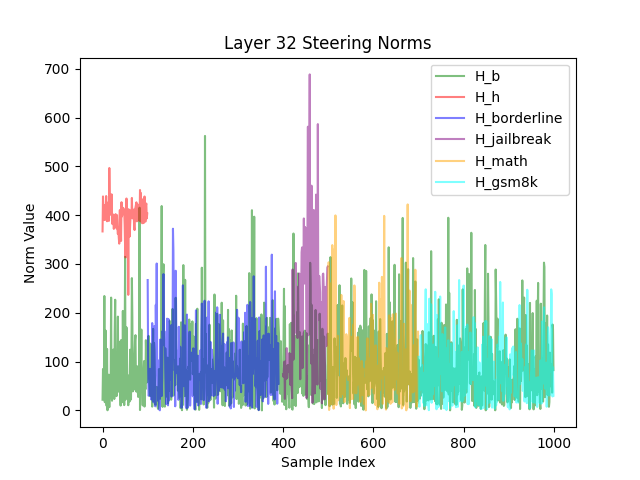 Layer 32 Steering Norms
700
600
500
400
300
200
100
0
Norm Value
H_b
H_h
H_borderline
H_jailbreak
H_math
H_gsm8k
0
200
400
600
800
1000
Sample Index